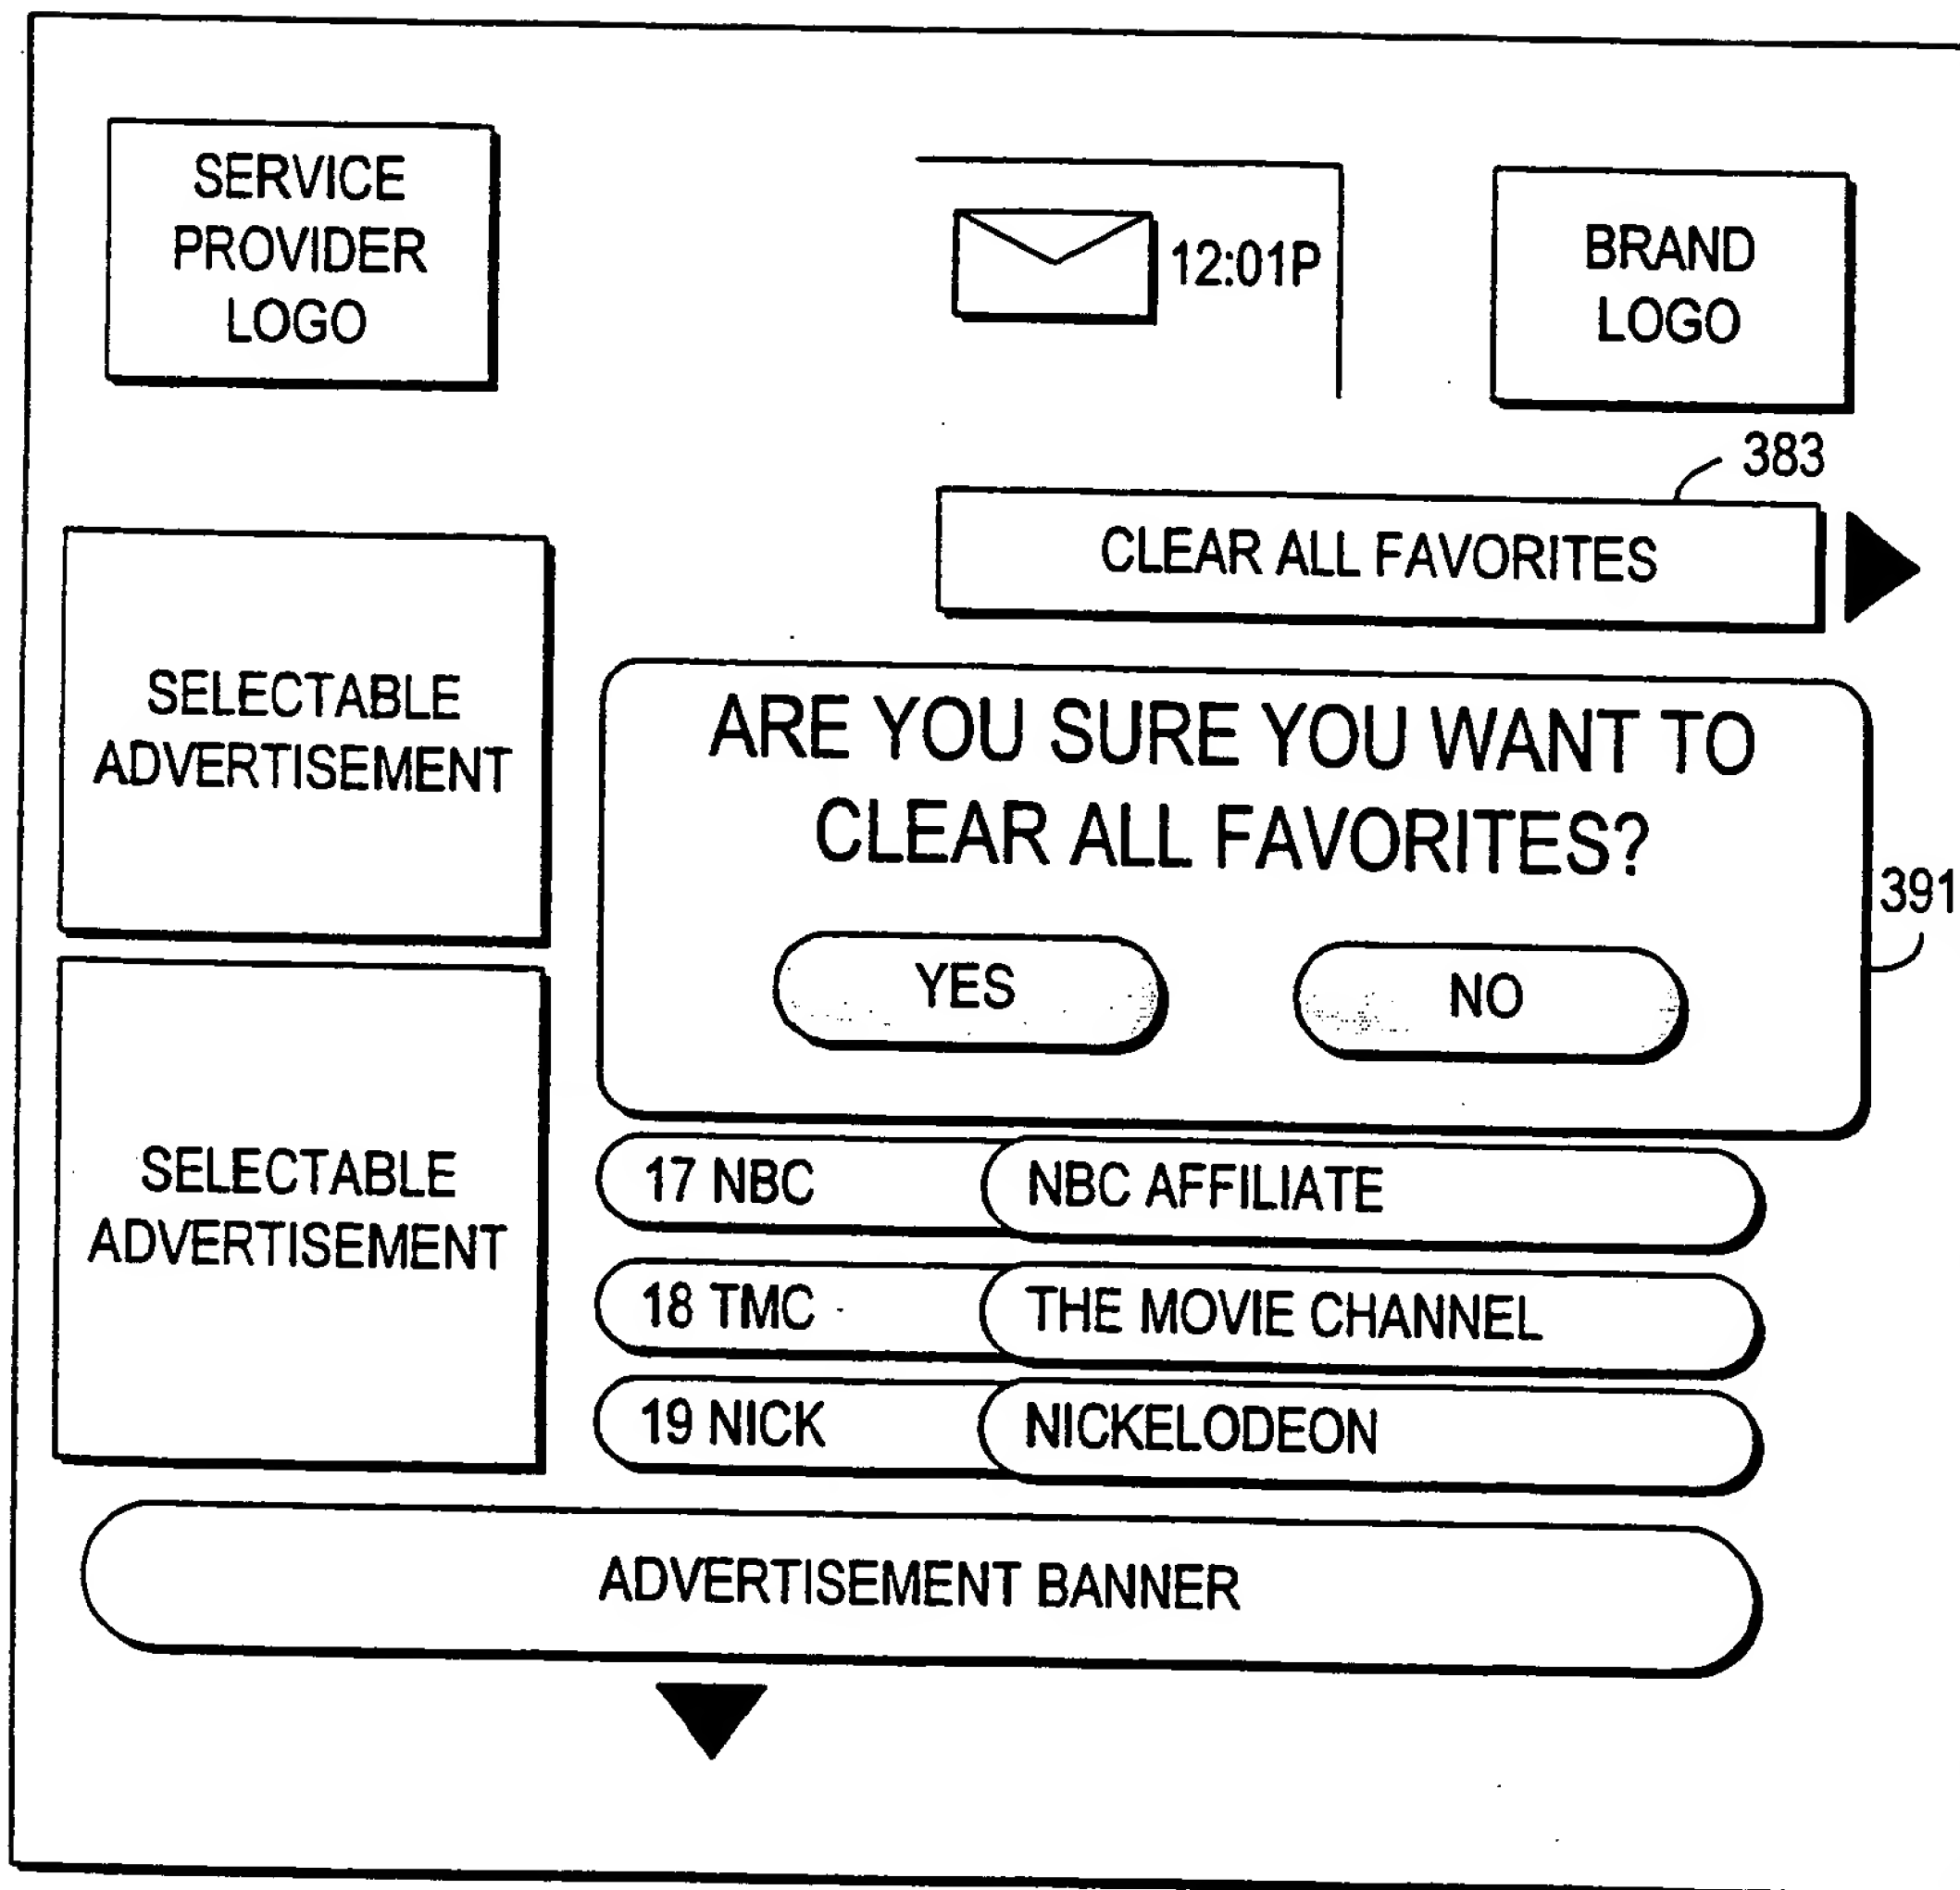 SERVICE
PROVIDER
LOGO
12:01P
BRAND
LOGO
383
CLEAR ALL FAVORITES
SELECTABLE
ADVERTISEMENT
ARE YOU SURE YOU WANT TO
CLEAR ALL FAVORITES?
391
YES
NO
SELECTABLE
ADVERTISEMENT
17 NBC
NBC AFFILIATE
18 TMC
THE MOVIE CHANNEL
19 NICK
NICKELODEON
ADVERTISEMENT BANNER